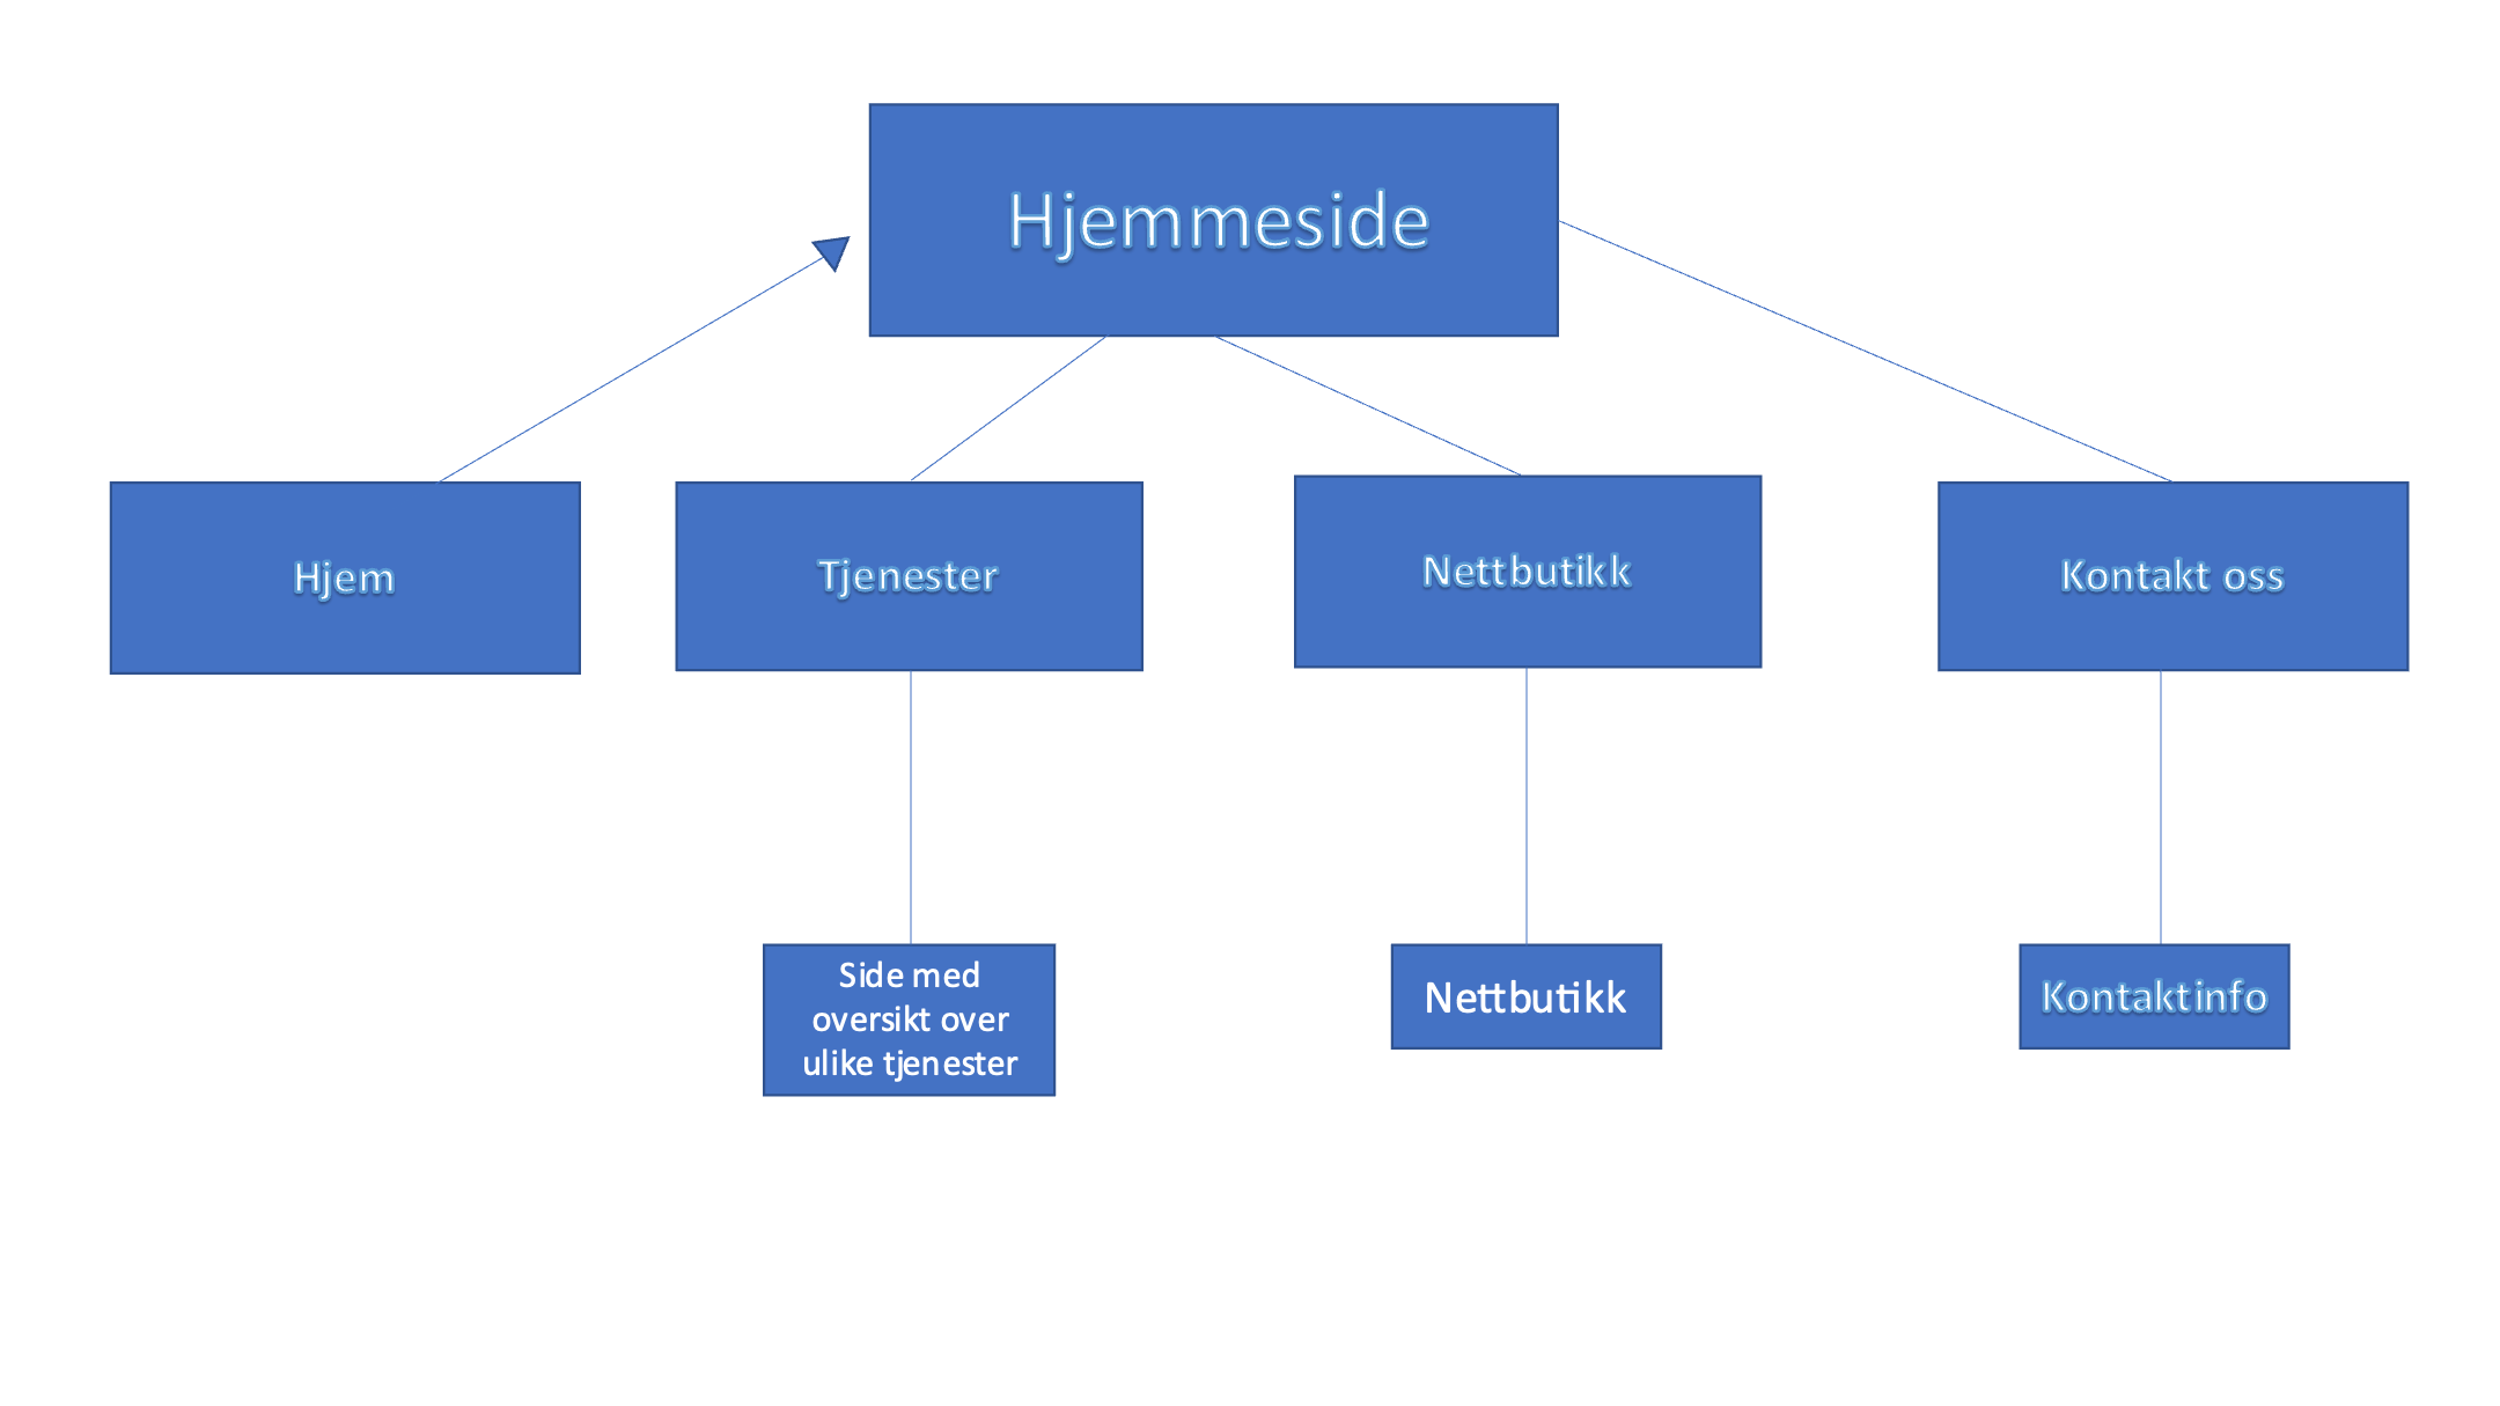 Hjemmeside
Hjem
Tjenester
Nettbutikk
Kontakt oss
Side med
oversikt over
ulike tjenester
Nettbutikk
Kontaktinfo